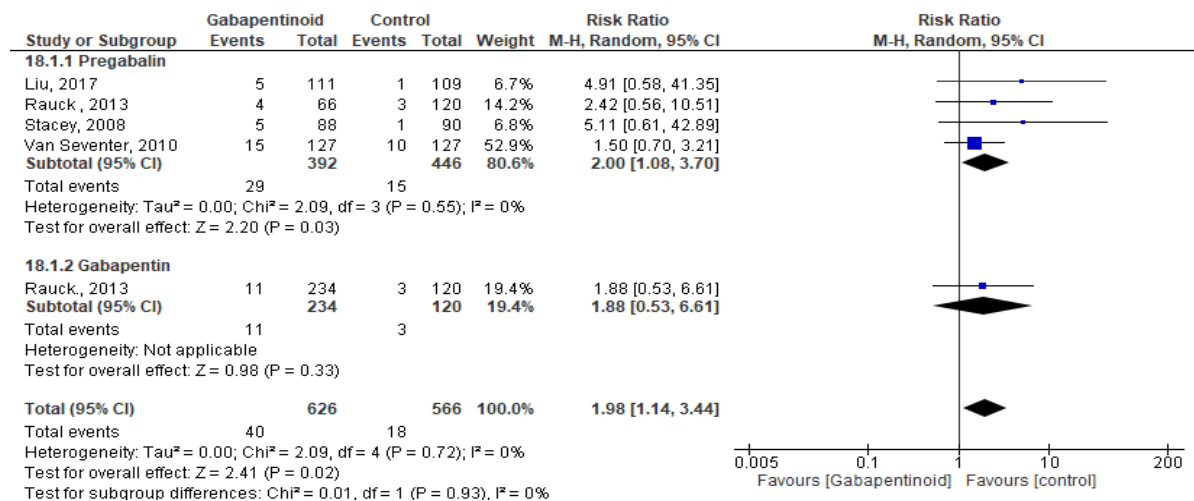 Gabapentinoid Control Risk Ratio Risk Ratio
Study or Subgroup Events Total Events Total Weight M-H, Random, 95% CI M-H, Random, 95% CI
18.1.1 Pregabalin
Liu, 2017 5 111 1 109 6.7% 4.91 [0.58, 41.35]
Rauck, 2013 4 66 3 120 14.2% 2.42 [0.56, 10.51]
Stacey, 2008 5 88 1 90 6.8% 5.11 [0.61, 42.89]
Van Seventer, 2010 15 127 10 127 52.9% 1.50 [0.70, 3.21]
Subtotal (95% CI) 392 446 80.6% 2.00 [1.08, 3.70]
Total events 29 15
Heterogeneity: Tau² = 0.00; Chi² = 2.09, df = 3 (P = 0.55); I² = 0%
Test for overall effect: Z = 2.20 (P = 0.03)
18.1.2 Gabapentin
Rauck., 2013 11 234 3 120 19.4% 1.88 [0.53, 6.61]
Subtotal (95% CI) 234 120 19.4% 1.88 [0.53, 6.61]
Total events 11 3
Heterogeneity: Not applicable
Test for overall effect: Z = 0.98 (P = 0.33)
Total (95% CI) 626 566 100.0% 1.98 [1.14, 3.44]
Total events 40 18
Heterogeneity: Tau² = 0.00; Chi² = 2.09, df = 4 (P = 0.72); I² = 0%
Test for overall effect: Z = 2.41 (P = 0.02)
Test for subgroup differences: Chi² = 0.01, df = 1 (P = 0.93), I² = 0%
0.005 0.1 1 10 200
Favours [Gabapentinoid] Favours [control]